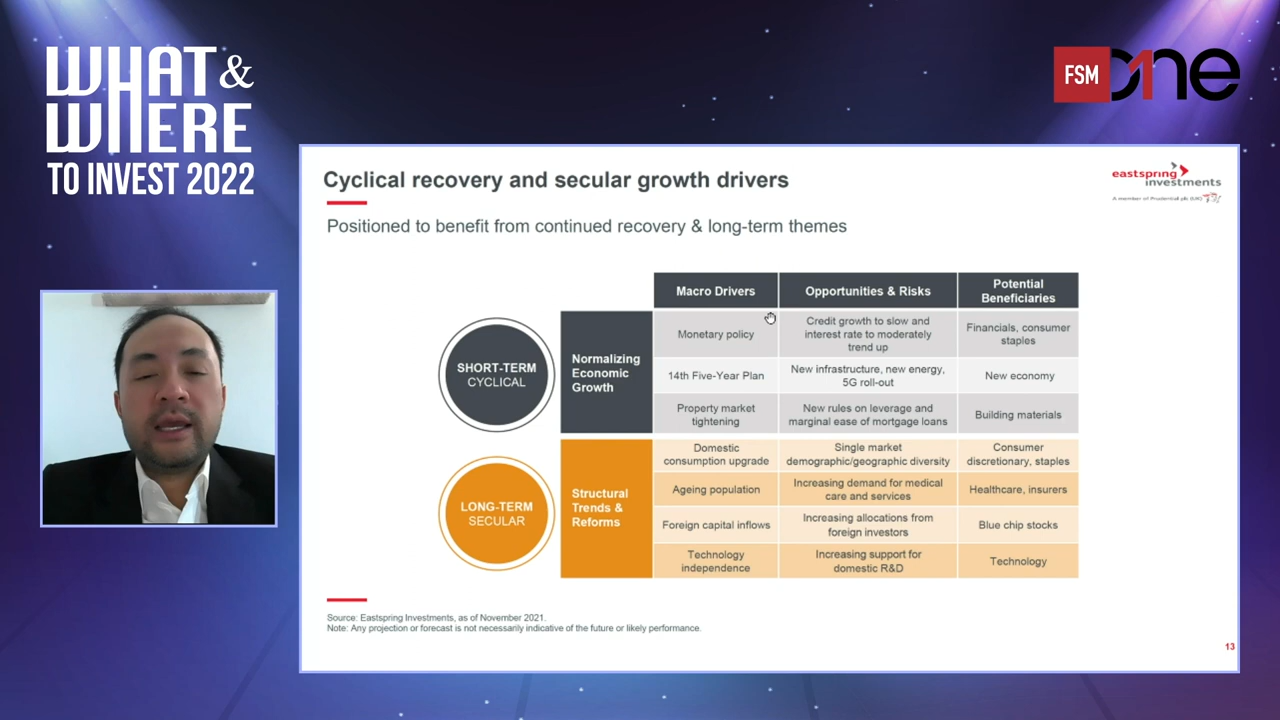 WHAT &
WHERE
TO INVEST 2022
FSM one
Cyclical recovery and secular growth drivers
eastspring
investments
A member of Prudential plc (UK)
Positioned to benefit from continued recovery & long-term themes
Macro Drivers
Opportunities & Risks
Potential
Beneficiaries
SHORT-TERM
CYCLICAL
Normalizing
Economic
Growth
Monetary policy
Credit growth to slow and
interest rate to moderately
trend up
Financials, consumer
staples
14th Five-Year Plan
New infrastructure, new energy,
5G roll-out
New economy
Property market
tightening
New rules on leverage and
marginal ease of mortgage loans
Building materials
LONG-TERM
SECULAR
Structural
Trends &
Reforms
Domestic
consumption upgrade
Single market
demographic/geographic diversity
Consumer
discretionary, staples
Ageing population
Increasing demand for medical
care and services
Healthcare, insurers
Foreign capital inflows
Increasing allocations from
foreign investors
Blue chip stocks
Technology
independence
Increasing support for
domestic R&D
Technology
Source: Eastspring Investments, as of November 2021.
Note: Any projection or forecast is not necessarily indicative of the future or likely performance.
13